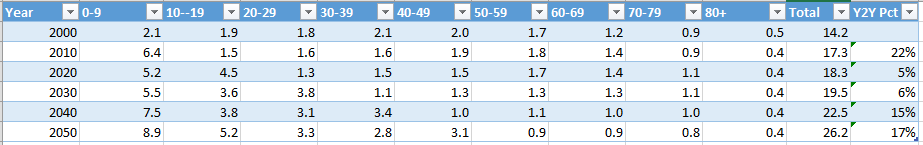 Year 0-9 10--19 20-29 30-39 40-49 50-59 60-69 70-79 80+ Total Y2Y Pct
2000 2.1 1.9 1.8 2.1 2.0 1.7 1.2 0.9 0.5 14.2
2010 6.4 1.5 1.6 1.6 1.9 1.8 1.4 0.9 0.4 17.3 22%
2020 5.2 4.5 1.3 1.5 1.5 1.7 1.4 1.1 0.4 18.3 5%
2030 5.5 3.6 3.8 1.1 1.3 1.3 1.3 1.1 0.4 19.5 6%
2040 7.5 3.8 3.1 3.4 1.0 1.1 1.0 1.0 0.4 22.5 15%
2050 8.9 5.2 3.3 2.8 3.1 0.9 0.9 0.8 0.4 26.2 17%